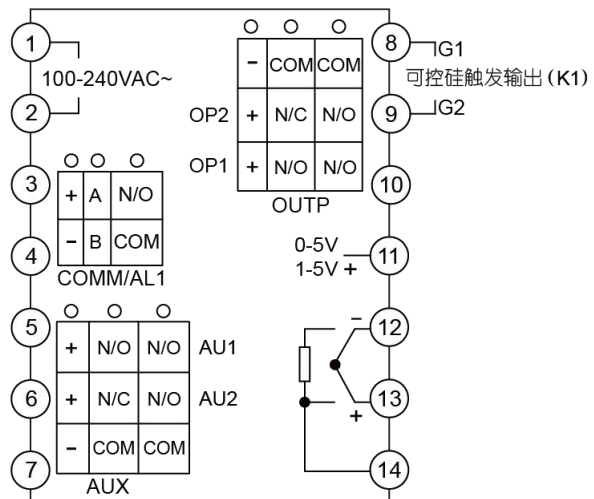 1
100-240VAC~
2
3
+ A N/O
4
- B COM
COMM/AL1
5
+ N/O N/O AU1
6
+ N/C N/O AU2
7
- COM COM
AUX
- COM COM
OP2 + N/C N/O
OP1 + N/O N/O
OUTP
8
G1
可控硅触发输出(K1)
9
G2
10
0-5V
1-5V +
11
-
12
13
+
14